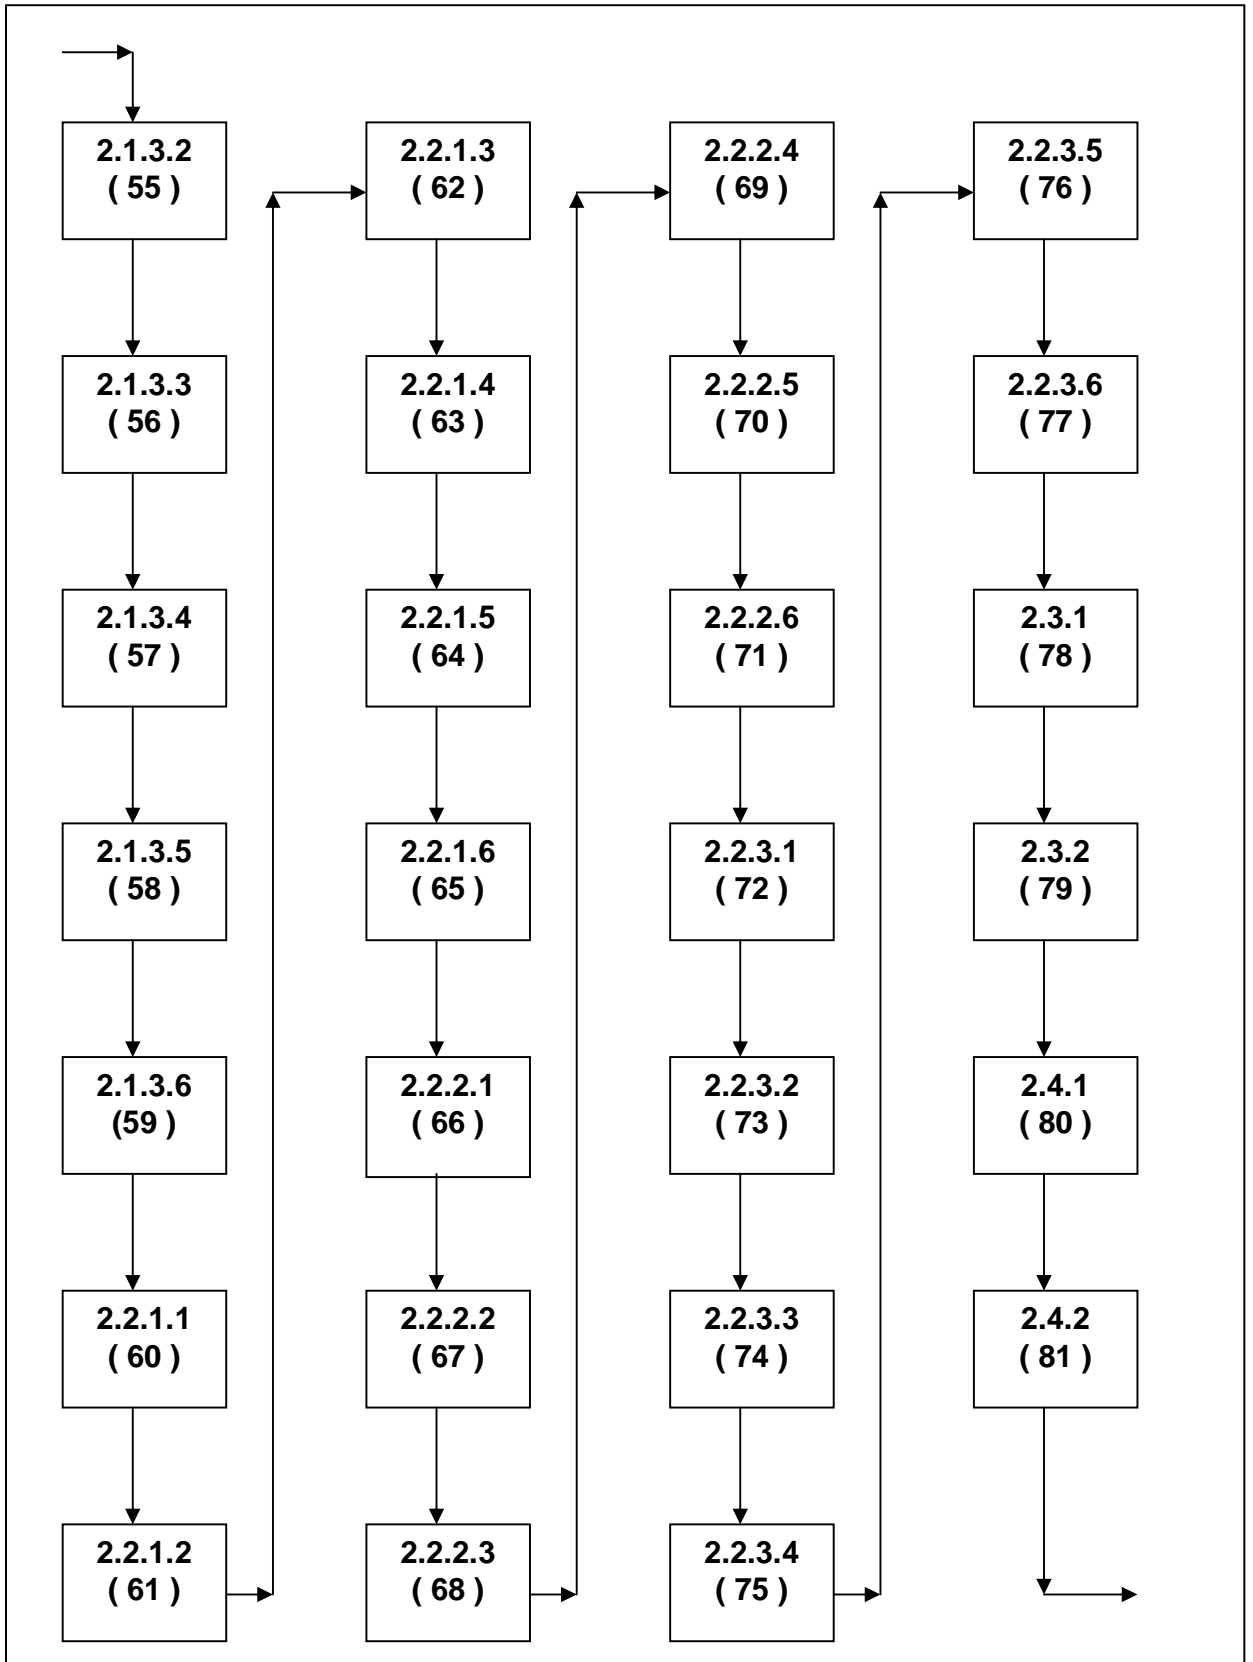 2.1.3.2
( 55 )
2.1.3.3
( 56 )
2.1.3.4
( 57 )
2.1.3.5
( 58 )
2.1.3.6
(59 )
2.2.1.1
( 60 )
2.2.1.2
( 61 )
2.2.1.3
( 62 )
2.2.1.4
( 63 )
2.2.1.5
( 64 )
2.2.1.6
( 65 )
2.2.2.1
( 66 )
2.2.2.2
( 67 )
2.2.2.3
( 68 )
2.2.2.4
( 69 )
2.2.2.5
( 70 )
2.2.2.6
( 71 )
2.2.3.1
( 72 )
2.2.3.2
( 73 )
2.2.3.3
( 74 )
2.2.3.4
( 75 )
2.2.3.5
( 76 )
2.2.3.6
( 77 )
2.3.1
( 78 )
2.3.2
( 79 )
2.4.1
( 80 )
2.4.2
( 81 )